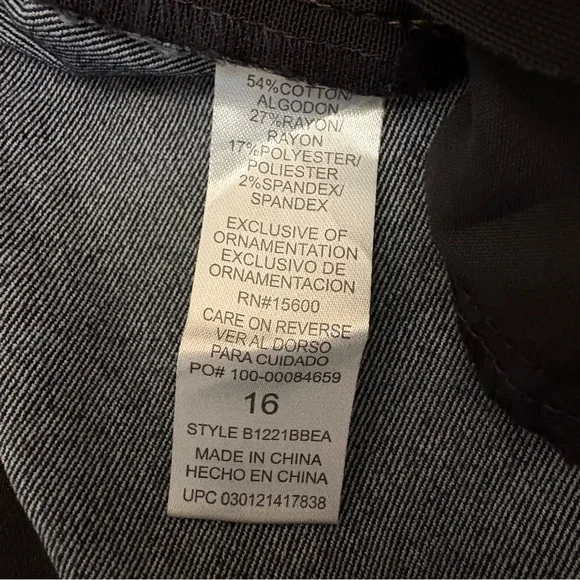 54%COTTON/
ALGODON
27%RAYON/
RAYON
17%POLYESTER/
POLIESTER
2%SPANDEX/
SPANDEX
EXCLUSIVE OF
ORNAMENTATION
EXCLUSIVO DE
ORNAMENTACION
RN#15600
CARE ON REVERSE
VER AL DORSO
PARA CUIDADO
PO# 100-00084659
16
STYLE B1221BBEA
MADE IN CHINA
HECHO EN CHINA
UPC 030121417838